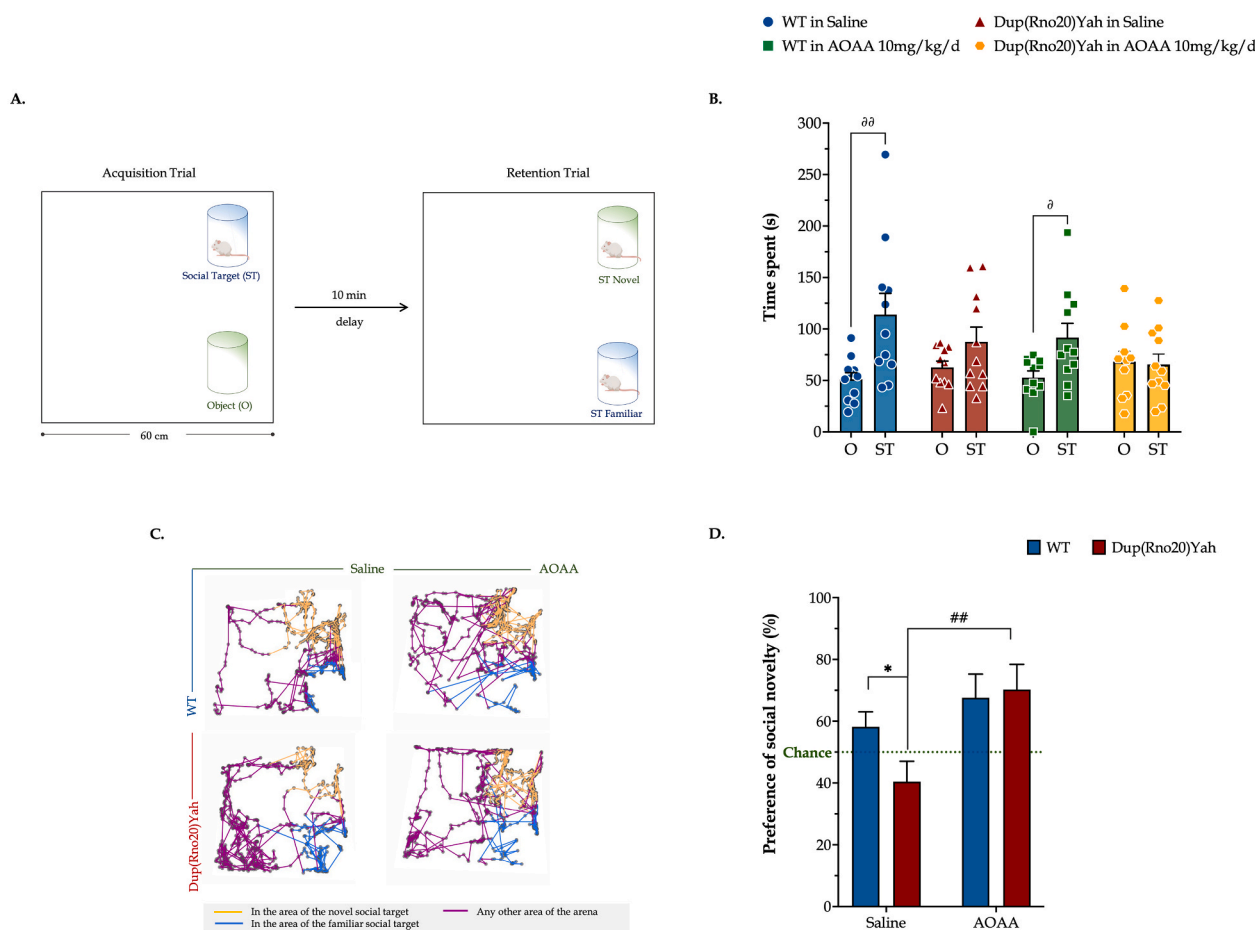 WT in Saline
Dup(Rno20)Yah in Saline
WT in AOAA 10mg/kg/d
Dup(Rno20)Yah in AOAA 10mg/kg/d
A.
Acquisition Trial
Retention Trial
Social Target (ST)
ST Novel
10 min
delay
Object (O)
ST Familiar
60 cm
B.
Time spent (s)
300
250
200
150
100
50
0
∂∂
∂
O ST O ST O ST O ST
C.
Saline
AOAA
WT
Dup(Rno20)Yah
In the area of the novel social target
Any other area of the arena
In the area of the familiar social target
D.
WT
Dup(Rno20)Yah
Preference of social novelty (%)
100
80
60
40
20
0
Chance
*
##
Saline
AOAA